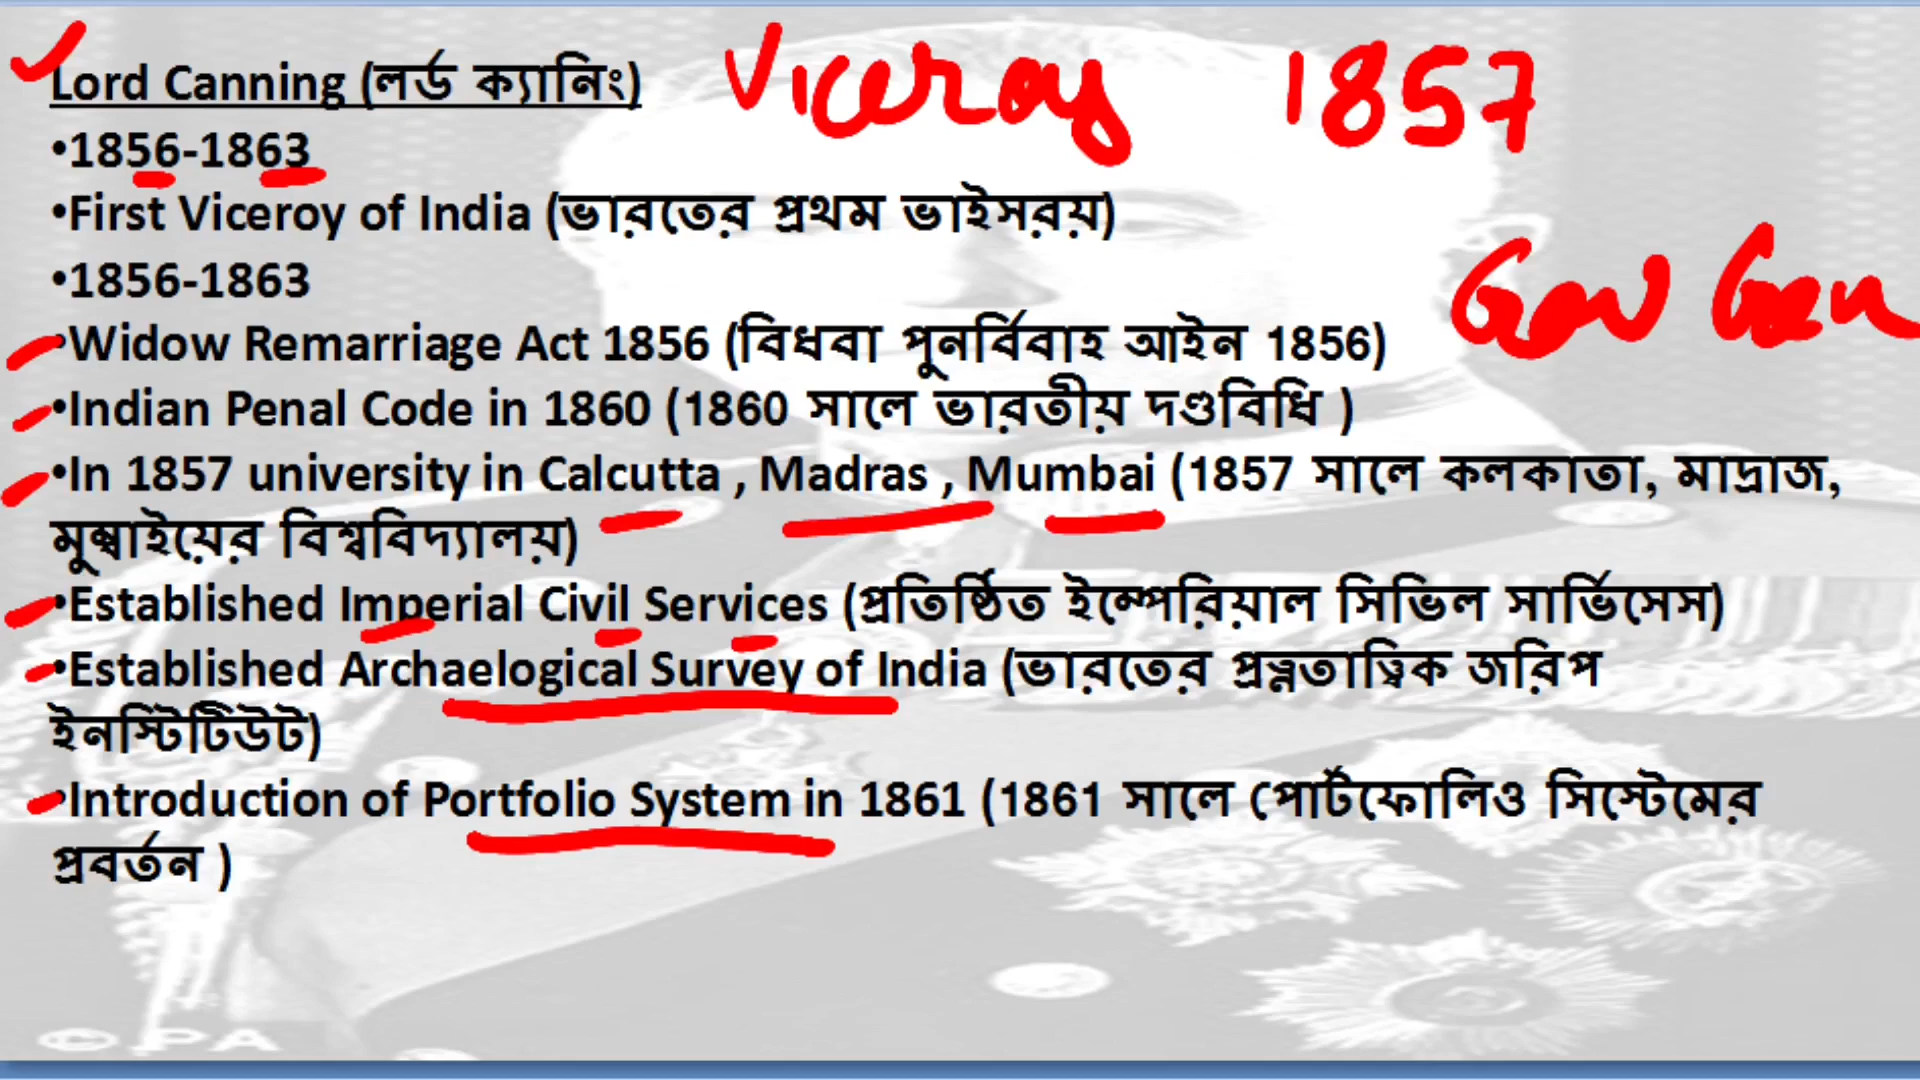 Lord Canning (লর্ড ক্যানিং) Viceroy 1857
•1856-1863
•First Viceroy of India (ভারতের প্রথম ভাইসরয়)
•1856-1863 Gov Gen
•Widow Remarriage Act 1856 (বিধবা পুনর্বিবাহ আইন 1856)
•Indian Penal Code in 1860 (1860 সালে ভারতীয় দণ্ডবিধি )
•In 1857 university in Calcutta , Madras , Mumbai (1857 সালে কলকাতা, মাদ্রাজ,
মুম্বাইয়ের বিশ্ববিদ্যালয়)
•Established Imperial Civil Services (প্রতিষ্ঠিত ইম্পেরিয়াল সিভিল সার্ভিসেস)
•Established Archaelogical Survey of India (ভারতের প্রত্নতাত্ত্বিক জরিপ
ইনস্টিটিউট)
•Introduction of Portfolio System in 1861 (1861 সালে পোর্টফোলিও সিস্টেমের
প্রবর্তন )
© PA